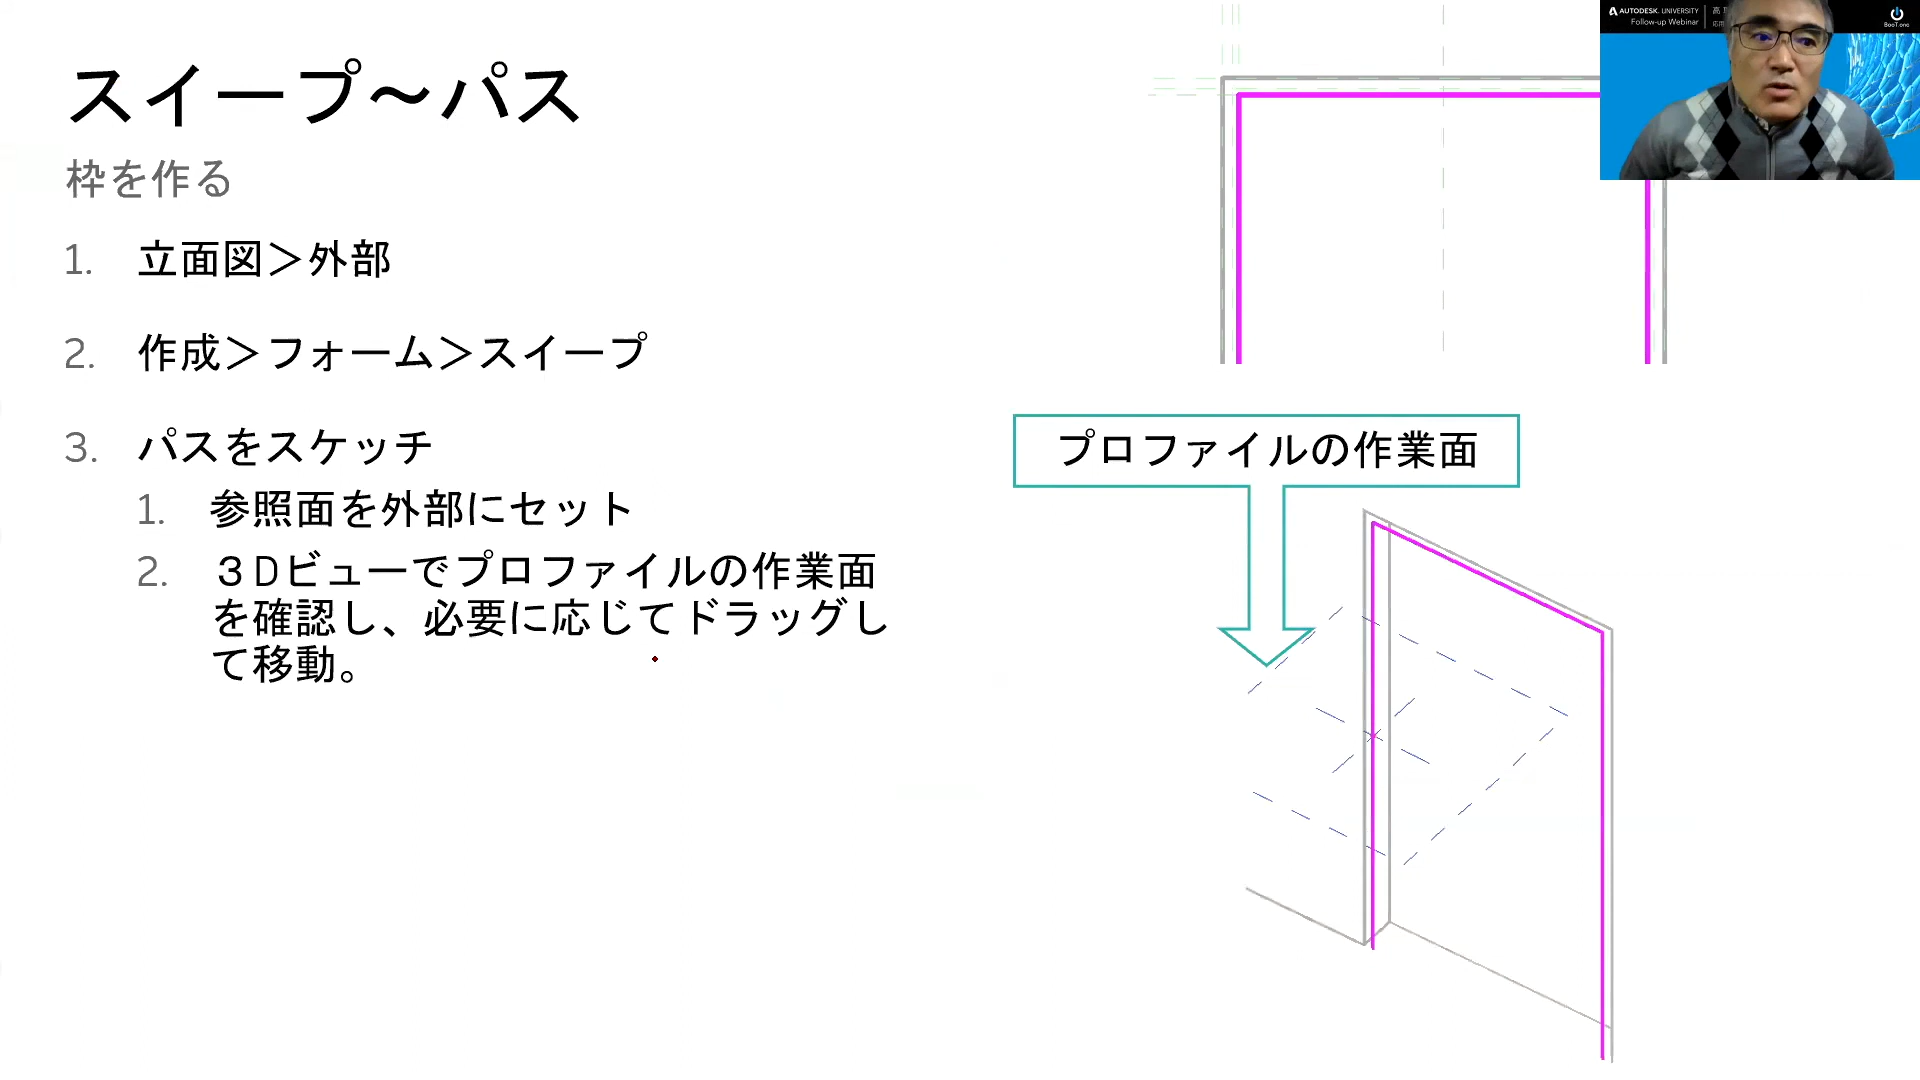 スイープ～パス
枠を作る
1. 立面図＞外部
2. 作成＞フォーム＞スイープ
3. パスをスケッチ
1. 参照面を外部にセット
2. ３Dビューでプロファイルの作業面
を確認し、必要に応じてドラッグし
て移動。
プロファイルの作業面
AUTODESK UNIVERSITY
Follow-up Webinar
BooT.one